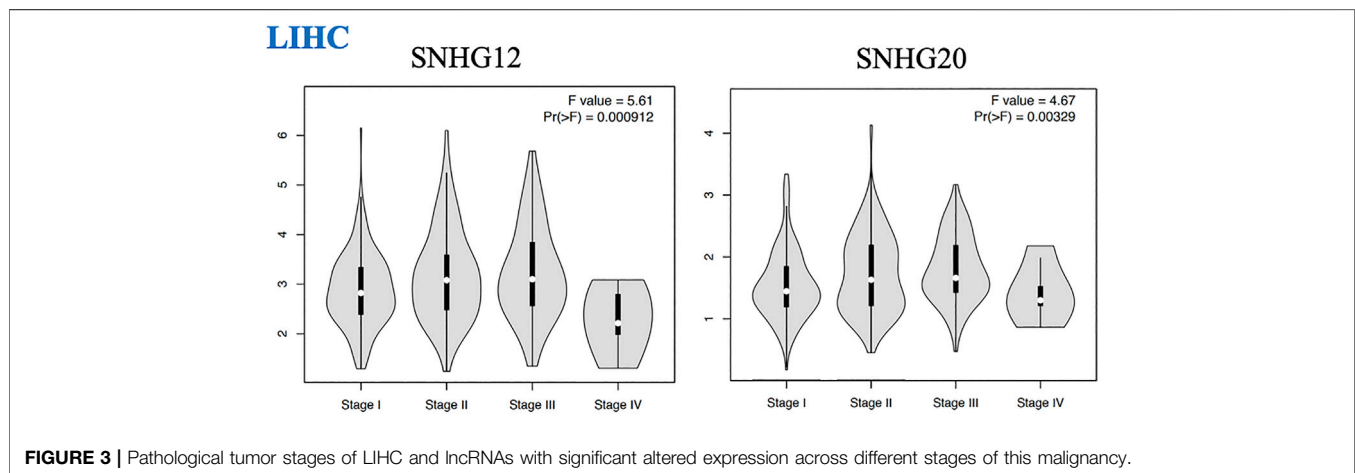 LIHC
SNHG12
SNHG20
F value = 5.61
Pr(>F) = 0.000912
6
5
4
3
2
Stage I
Stage II
Stage III
Stage IV
F value = 4.67
Pr(>F) = 0.00329
4
3
2
1
Stage I
Stage II
Stage III
Stage IV
FIGURE 3 | Pathological tumor stages of LIHC and lncRNAs with significant altered expression across different stages of this malignancy.